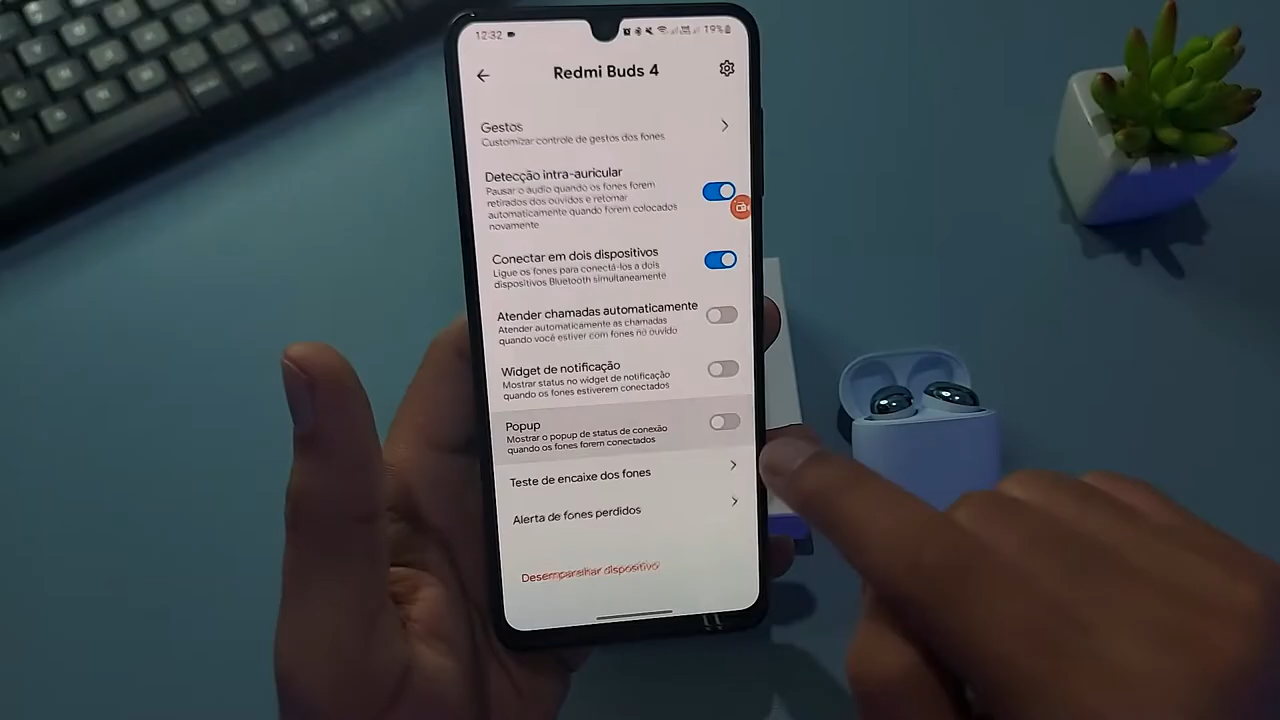 12:32
19%
Redmi Buds 4
Gestos
Customizar controle de gestos dos fones
Detecção intra-auricular
Pausar o áudio quando os fones forem
retirados dos ouvidos e retomar
automaticamente quando forem colocados
novamente
Conectar em dois dispositivos
Ligue os fones para conectá-los a dois
dispositivos Bluetooth simultaneamente
Atender chamadas automaticamente
Atender automaticamente as chamadas
quando você estiver com fones no ouvido
Widget de notificação
Mostrar status no widget de notificação
quando os fones estiverem conectados
Popup
Mostrar o popup de status de conexão
quando os fones forem conectados
Teste de encaixe dos fones
Alerta de fones perdidos
Desemparelhar dispositivo